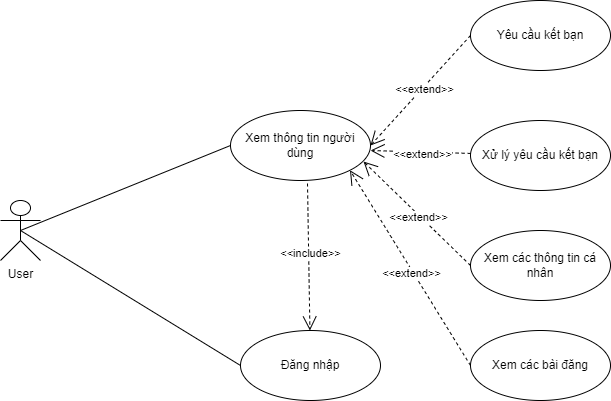 Yêu cầu kết bạn
<<extend>>
Xem thông tin người
dùng
<<extend>>
Xử lý yêu cầu kết bạn
<<extend>>
Xem các thông tin cá
nhân
User
<<include>>
<<extend>>
Đăng nhập
Xem các bài đăng